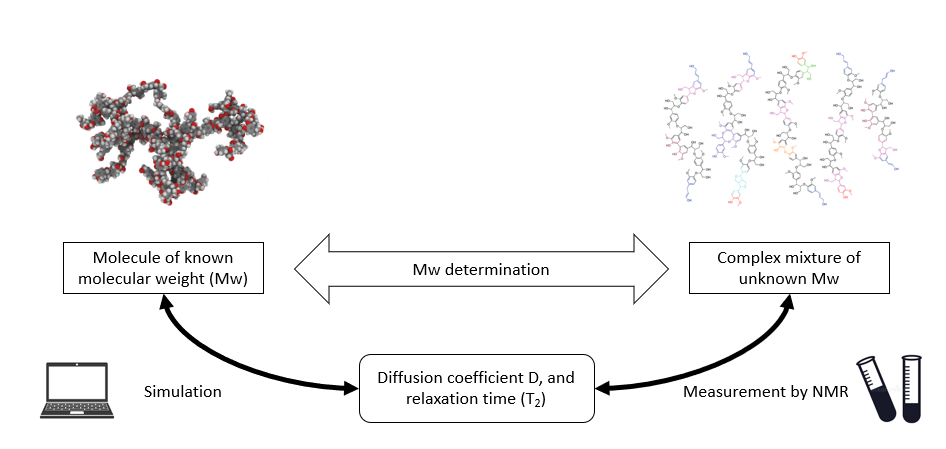 Molecule of known
molecular weight (Mw)
Mw determination
Complex mixture of
unknown Mw
Simulation
Diffusion coefficient D, and
relaxation time (T₂)
Measurement by NMR